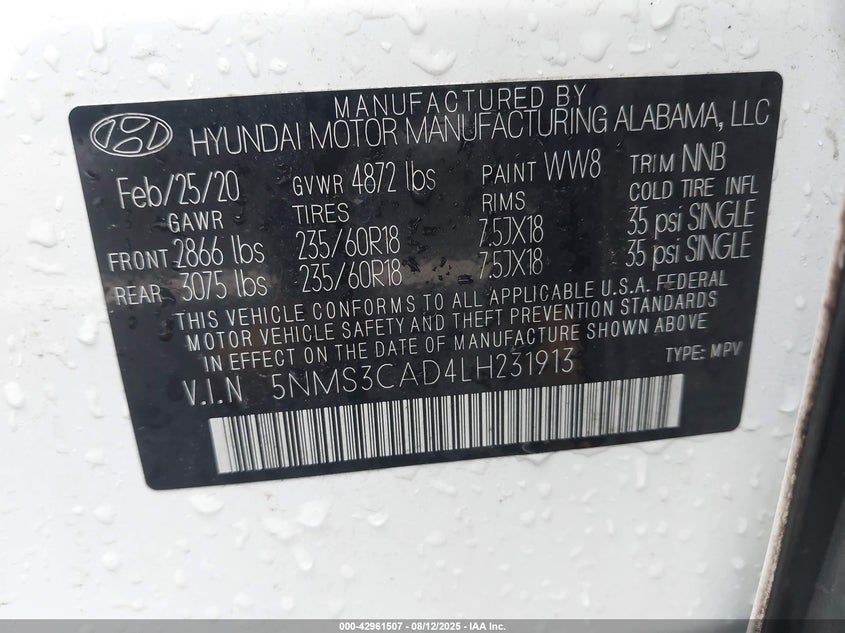 MANUFACTURED BY
HYUNDAI MOTOR MANUFACTURING ALABAMA, LLC
Feb/25/20 GVWR 4872 lbs PAINT WW8 TRIM NNB
GAWR TIRES RIMS COLD TIRE INFL
FRONT 2866 lbs 235/60R18 7.5JX18 35 psi SINGLE
REAR 3075 lbs 235/60R18 7.5JX18 35 psi SINGLE
THIS VEHICLE CONFORMS TO ALL APPLICABLE U.S.A. FEDERAL
MOTOR VEHICLE SAFETY AND THEFT PREVENTION STANDARDS
IN EFFECT ON THE DATE OF MANUFACTURE SHOWN ABOVE
V.I.N 5NMS3CAD4LH231913 TYPE: MPV
000-42961507 - 08/12/2025 - IAA Inc.